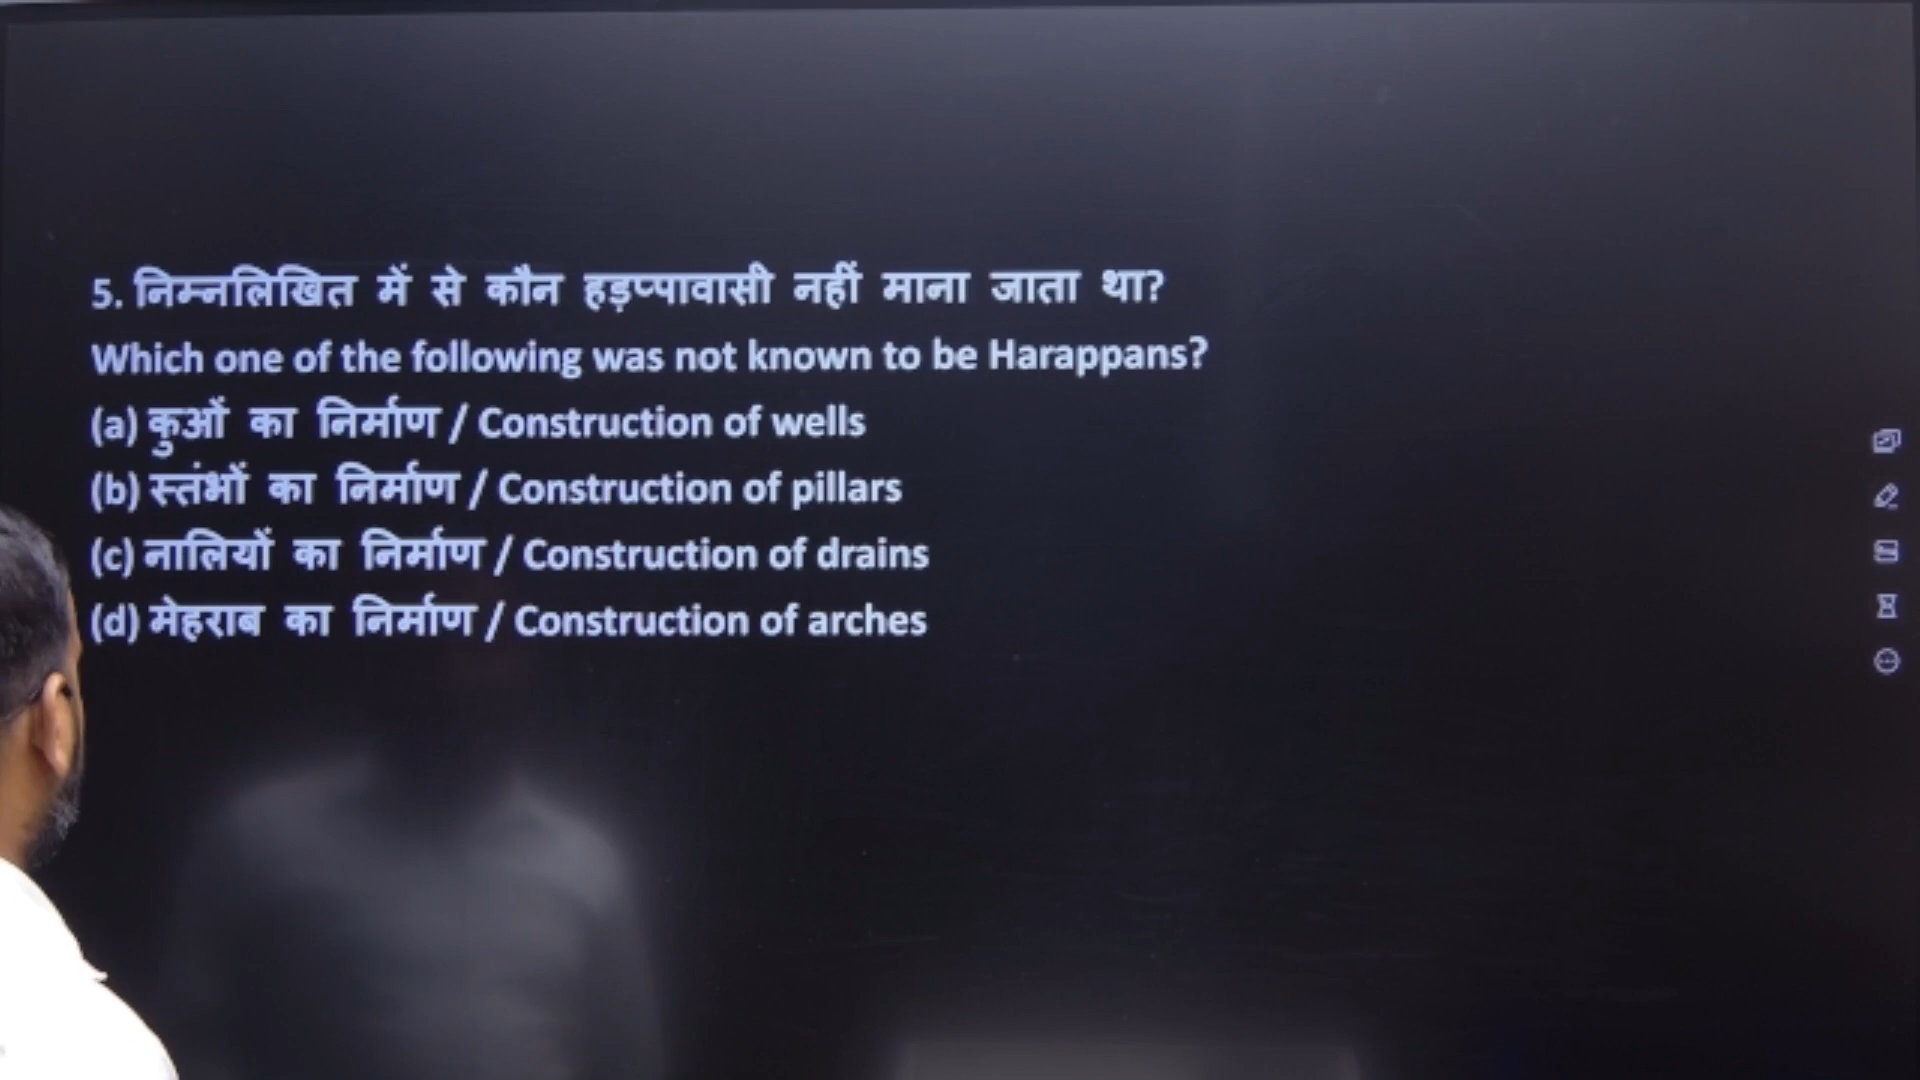 5. निम्नलिखित में से कौन हड़प्पावासी नहीं माना जाता था?
Which one of the following was not known to be Harappans?
(a) कुओं का निर्माण / Construction of wells
(b) स्तंभों का निर्माण / Construction of pillars
(c) नालियों का निर्माण / Construction of drains
(d) मेहराब का निर्माण / Construction of arches